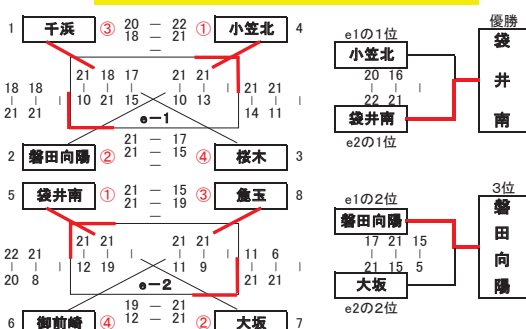 1 千浜 ③ 20 — 22 ① 小笠北 4
18 — 21
—
18 18 21 18 17 21 21 21 21
| | | | | | | | | | | |
21 21 10 21 15 10 13 14 11
e−1
21 — 17
2 磐田向陽 ② 21 — 15 ④ 桜木 3
—
5 袋井南 ① 21 — 15 ③ 魚玉 8
21 — 19
—
22 21 21 21 21 21 11 6
| | | | | | | | | | | |
20 8 12 19 11 9 21 21
e−2
19 — 21
6 御前崎 ④ 12 — 21 ② 大坂 7
—
e1の1位
小笠北
20 16
| | |
22 21
袋井南
e2の1位
優勝
袋
井
南
e1の2位
磐田向陽
17 21 15
| | |
21 15 5
大坂
e2の2位
3位
磐
田
向
陽